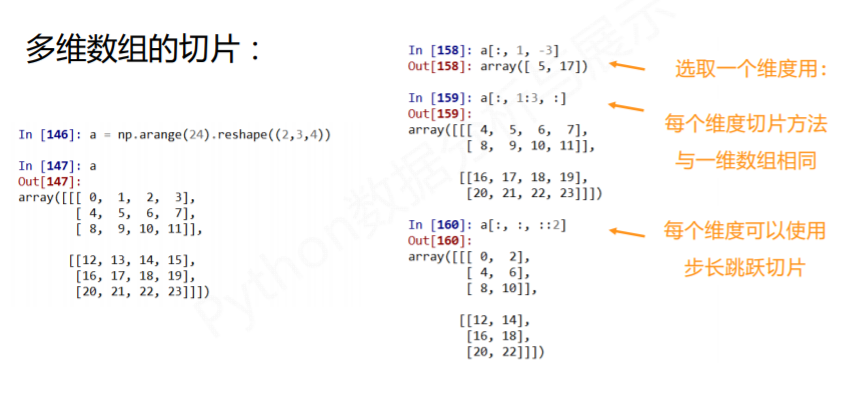 多维数组的切片：
In [146]: a = np.arange(24).reshape((2,3,4))
In [147]: a
Out[147]:
array([[[ 0,  1,  2,  3],
        [ 4,  5,  6,  7],
        [ 8,  9, 10, 11]],
       [[12, 13, 14, 15],
        [16, 17, 18, 19],
        [20, 21, 22, 23]]])
In [158]: a[:, 1, -3]
Out[158]: array([ 5, 17])
In [159]: a[:, 1:3, :]
Out[159]:
array([[[ 4,  5,  6,  7],
        [ 8,  9, 10, 11]],
       [[16, 17, 18, 19],
        [20, 21, 22, 23]]])
In [160]: a[:, :, ::2]
Out[160]:
array([[[ 0,  2],
        [ 4,  6],
        [ 8, 10]],
       [[12, 14],
        [16, 18],
        [20, 22]]])
选取一个维度用：
每个维度切片方法
与一维数组相同
每个维度可以使用
步长跳跃切片
Python数据分析与展示